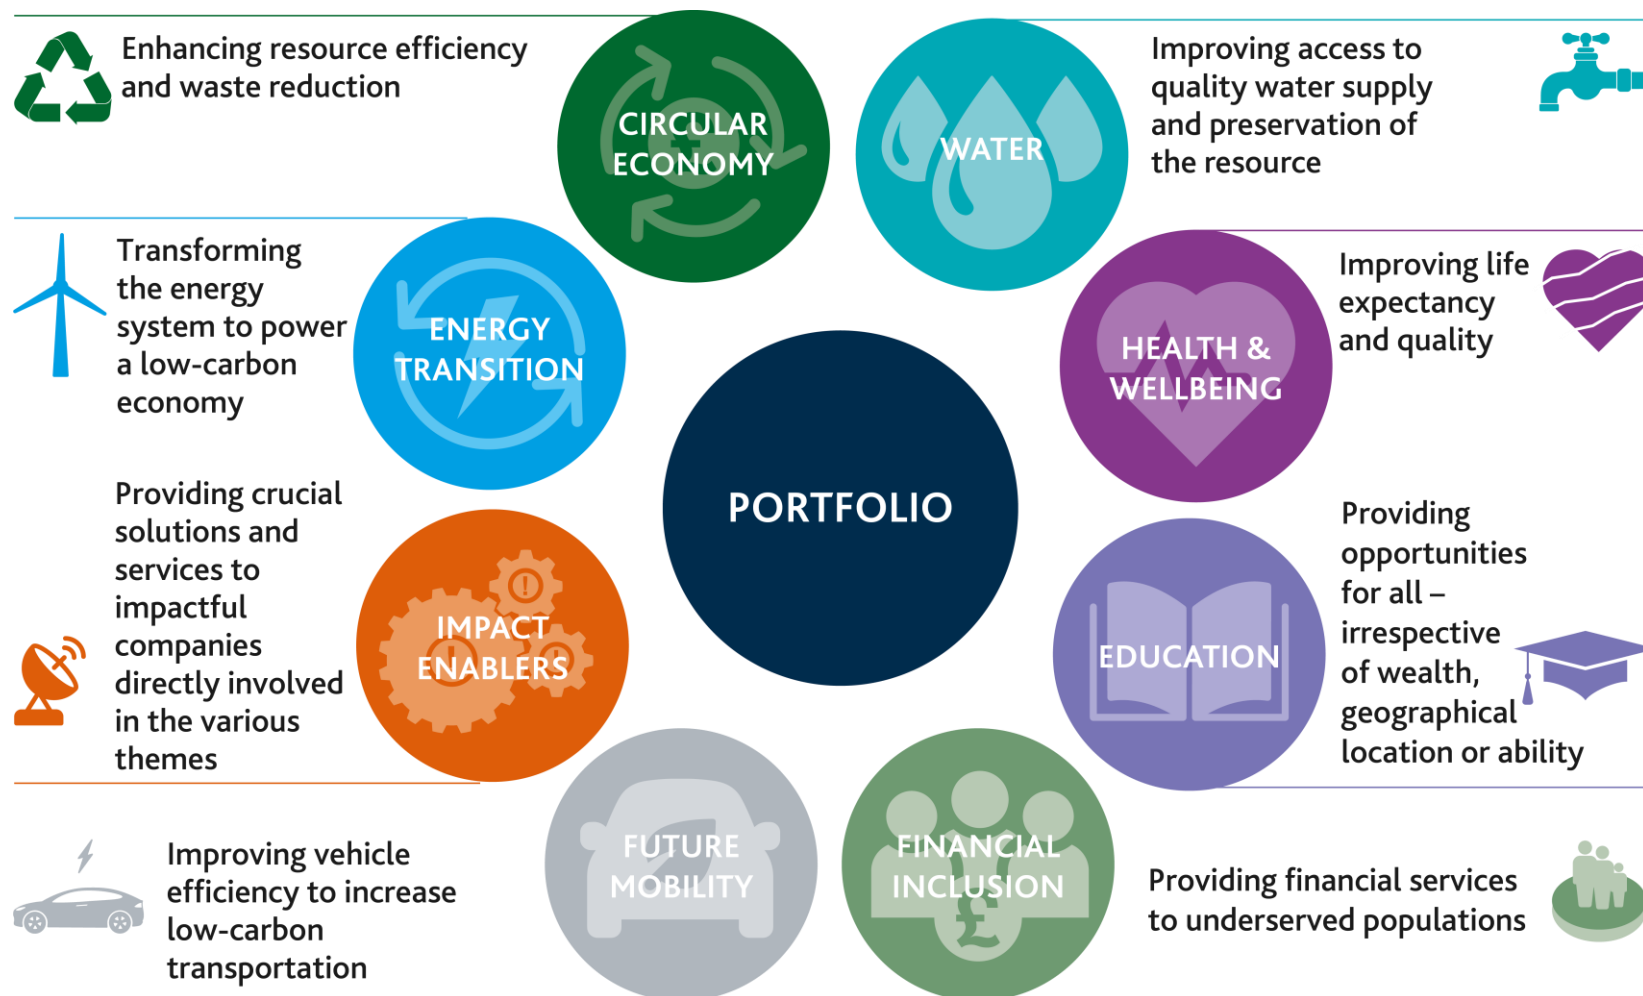 Enhancing resource efficiency
and waste reduction
CIRCULAR
ECONOMY
WATER
Improving access to
quality water supply
and preservation of
the resource
Transforming
the energy
system to power
a low-carbon
economy
ENERGY
TRANSITION
HEALTH &
WELLBEING
Improving life
expectancy
and quality
PORTFOLIO
Providing crucial
solutions and
services to
impactful
companies
directly involved
in the various
themes
IMPACT
ENABLERS
EDUCATION
Providing
opportunities
for all –
irrespective
of wealth,
geographical
location or ability
Improving vehicle
efficiency to increase
low-carbon
transportation
FUTURE
MOBILITY
FINANCIAL
INCLUSION
£
Providing financial services
to underserved populations